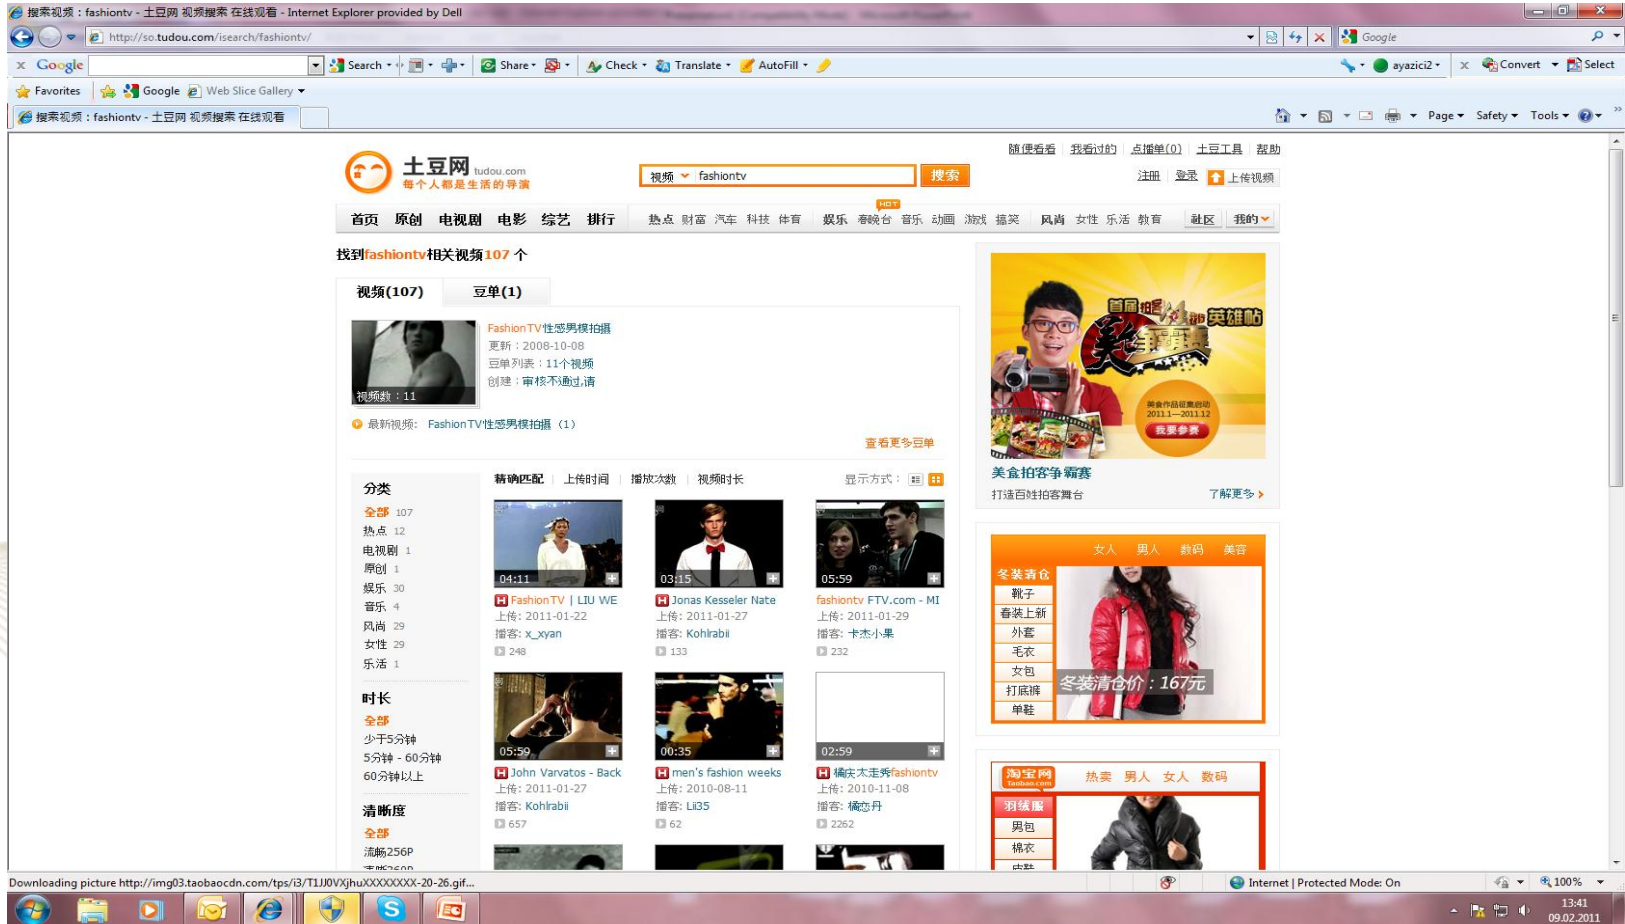 搜索视频：fashiontv - 土豆网 视频搜索 在线观看 - Internet Explorer provided by Dell
http://so.tudou.com/isearch/fashiontv/
Google
x Google
Search
Share
Check
Translate
AutoFill
ayazici2
x
Convert
Select
Favorites
Google
Web Slice Gallery
搜索视频：fashiontv - 土豆网 视频搜索 在线观看
Page
Safety
Tools
随便看看 我看过的 点播单(0) 土豆工具 帮助
土豆网 tudou.com
每个人都是生活的导演
视频 fashiontv 搜索
注册 登录 上传视频
HOT
首页 原创 电视剧 电影 综艺 排行 热点 财富 汽车 科技 体育 娱乐 春晚台 音乐 动画 游戏 搞笑 风尚 女性 乐活 教育 社区 我的
找到fashiontv相关视频107 个
视频(107) 豆单(1)
FashionTV性感男模拍摄
更新：2008-10-08
豆单列表：11个视频
创建：审核不通过,请
视频数：11
最新视频: FashionTV性感男模拍摄 (1)
查看更多豆单
分类
全部 107
热点 12
电视剧 1
原创 1
娱乐 30
音乐 4
风尚 29
女性 29
乐活 1
时长
全部
少于5分钟
5分钟 - 60分钟
60分钟以上
清晰度
全部
流畅256P
精确匹配 上传时间 播放次数 视频时长 显示方式：
04:11
FashionTV | LIU WE
上传: 2011-01-22
播客: x_xyan
248
03:15
Jonas Kesseler Nate
上传: 2011-01-27
播客: Kohlrabii
133
05:59
fashiontv FTV.com - MI
上传: 2011-01-29
播客: 卡杰小果
232
05:59
John Varvatos - Back
上传: 2011-01-27
播客: Kohlrabii
657
00:35
men's fashion weeks
上传: 2010-08-11
播客: Lii35
62
02:59
橘庆太走秀fashiontv
上传: 2010-11-08
播客: 橘恋丹
2262
首届拍客
英雄帖
美食争霸赛
美食作品征集启动
2011.1—2011.12
我要参赛
美食拍客争霸赛
打造百姓拍客舞台
了解更多
女人 男人 数码 美容
冬装清仓
靴子
春装上新
外套
毛衣
女包
打底裤
单鞋
冬装清仓价：167元
淘宝网
Taobao.com
热卖 男人 女人 数码
羽绒服
男包
棉衣
Downloading picture http://img03.taobaocdn.com/tps/i3/T1JJ0VXjhuXXXXXXXX-20-26.gif...
Internet | Protected Mode: On
100%
13:41
09.02.2011